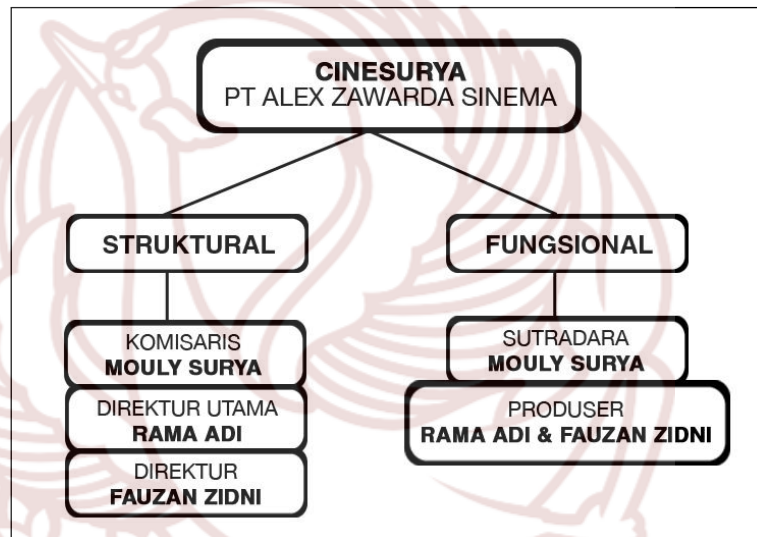 CINESURYA
PT ALEX ZAWARDA SINEMA
STRUKTURAL
FUNGSIONAL
KOMISARIS
MOULY SURYA
DIREKTUR UTAMA
RAMA ADI
DIREKTUR
FAUZAN ZIDNI
SUTRADARA
MOULY SURYA
PRODUSER
RAMA ADI & FAUZAN ZIDNI